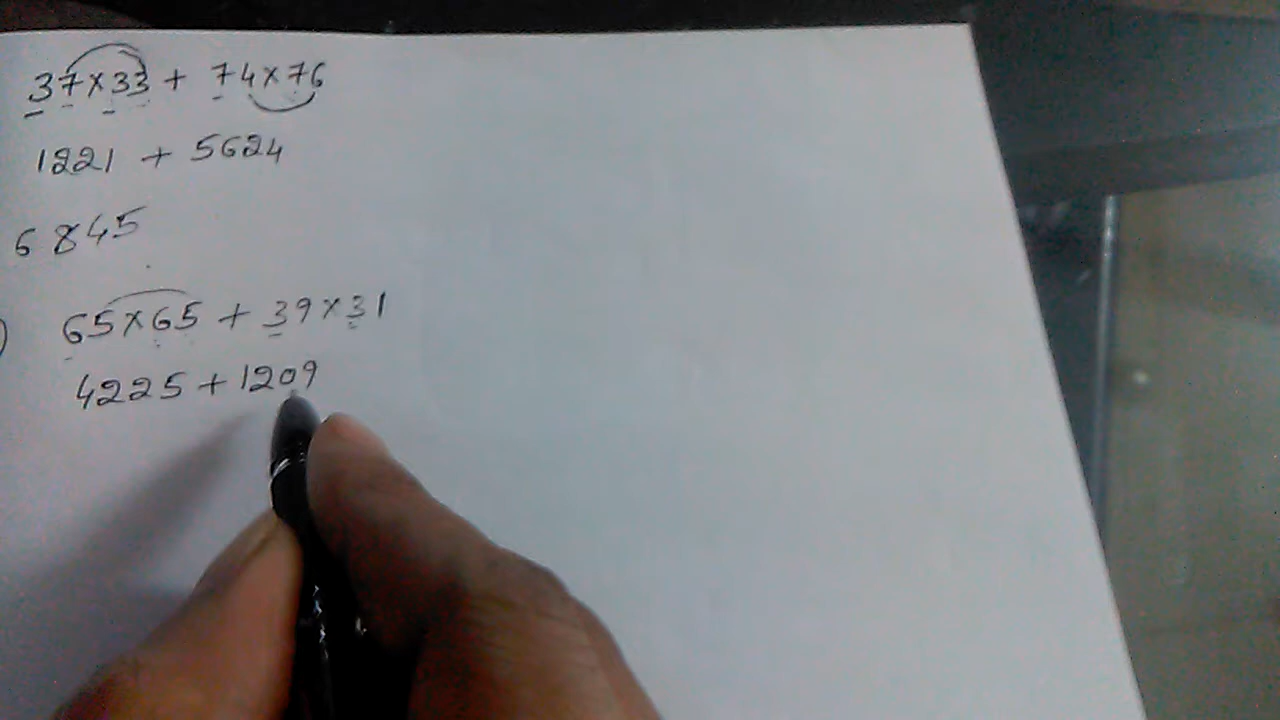 37×33 + 74×76
1221 + 5624
6845
) 65×65 + 39×31
4225 + 1209